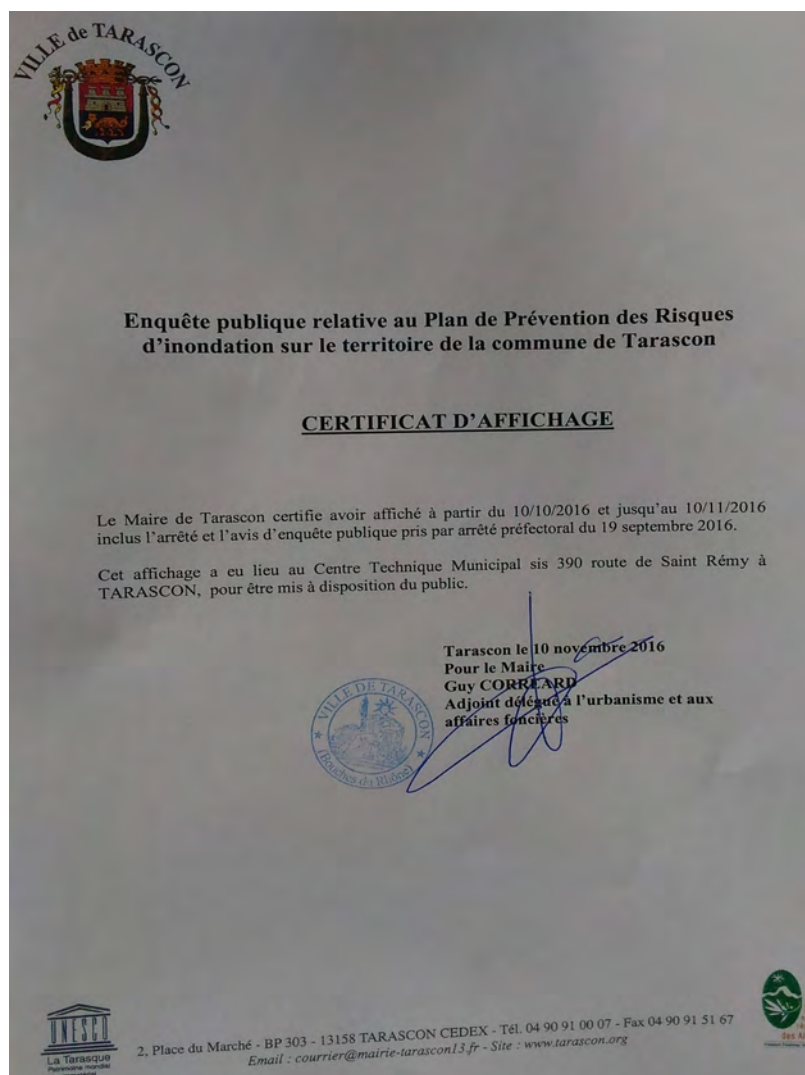 VILLE de TARASCON
Enquête publique relative au Plan de Prévention des Risques
d'inondation sur le territoire de la commune de Tarascon
CERTIFICAT D'AFFICHAGE
Le Maire de Tarascon certifie avoir affiché à partir du 10/10/2016 et jusqu'au 10/11/2016
inclus l'arrêté et l'avis d'enquête publique pris par arrêté préfectoral du 19 septembre 2016.
Cet affichage a eu lieu au Centre Technique Municipal sis 390 route de Saint Rémy à
TARASCON, pour être mis à disposition du public.
Tarascon le 10 novembre 2016
Pour le Maire
Guy CORREARD
Adjoint délégué à l'urbanisme et aux
affaires foncières
VILLE DE TARASCON
(Bouches du Rhône)
UNESCO
La Tarasque
Patrimoine mondial
2, Place du Marché - BP 303 - 13158 TARASCON CEDEX - Tél. 04 90 91 00 07 - Fax 04 90 91 51 67
Email : courrier@mairie-tarascon13.fr - Site : www.tarascon.org
des